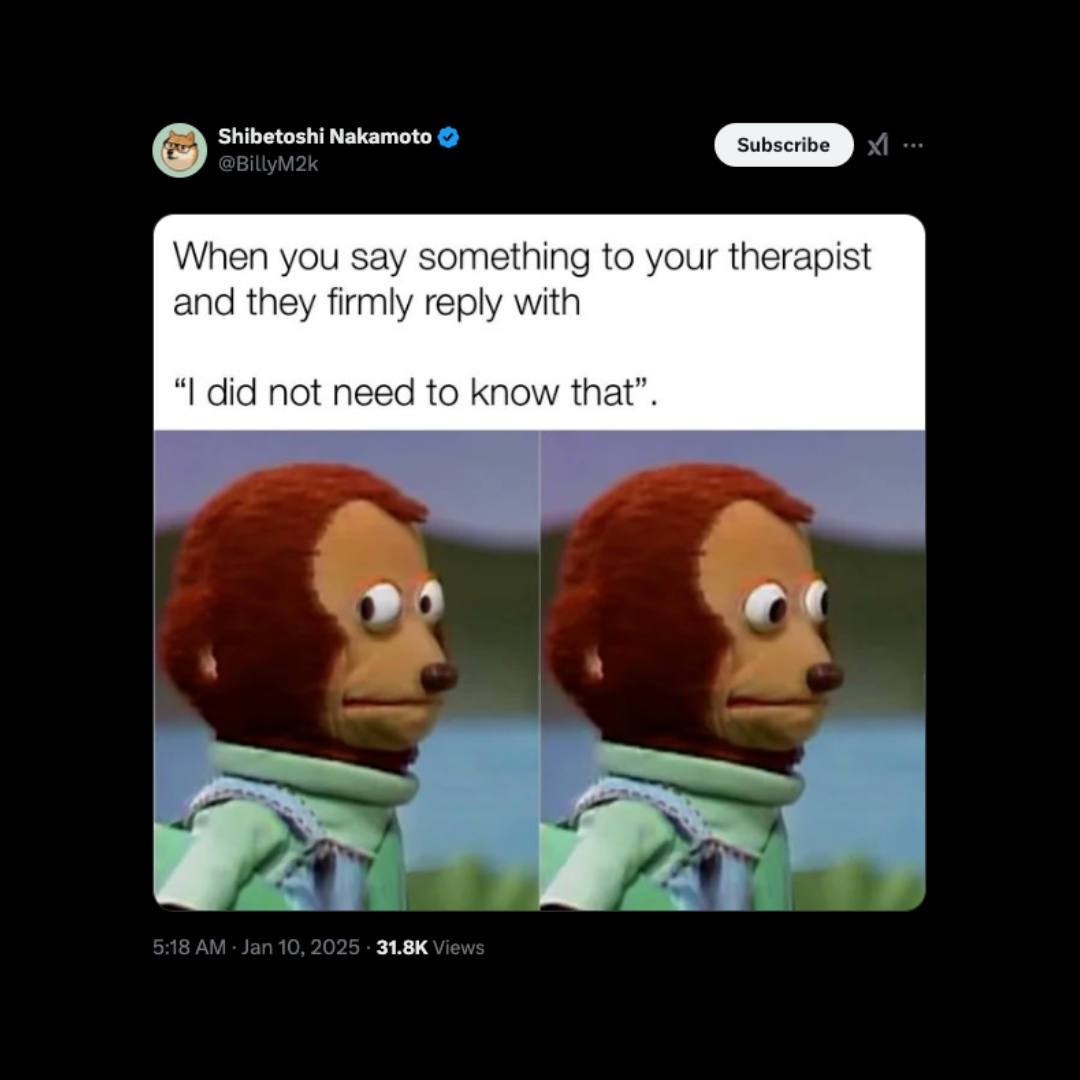 Shibetoshi Nakamoto
@BillyM2k
Subscribe
When you say something to your therapist
and they firmly reply with
“I did not need to know that”.
5:18 AM · Jan 10, 2025 · 31.8K Views